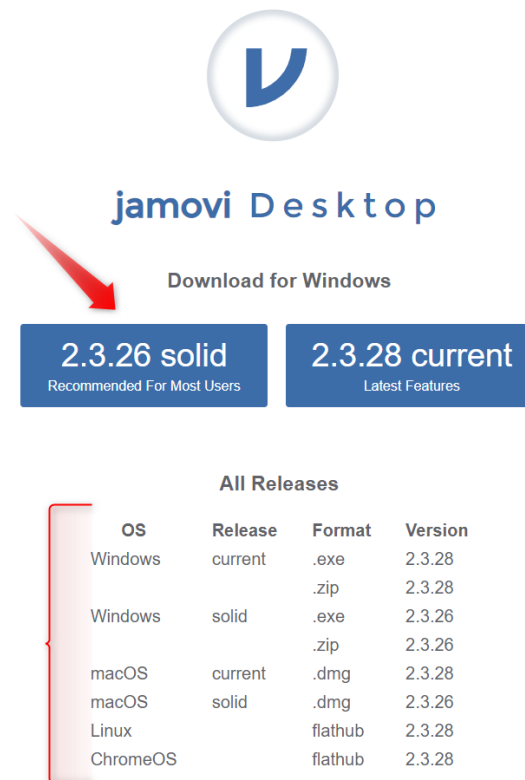 jamovi Desktop
Download for Windows
2.3.26 solid
Recommended For Most Users
2.3.28 current
Latest Features
All Releases
OS Release Format Version
Windows current .exe 2.3.28
.zip 2.3.28
Windows solid .exe 2.3.26
.zip 2.3.26
macOS current .dmg 2.3.28
macOS solid .dmg 2.3.26
Linux flathub 2.3.28
ChromeOS flathub 2.3.28